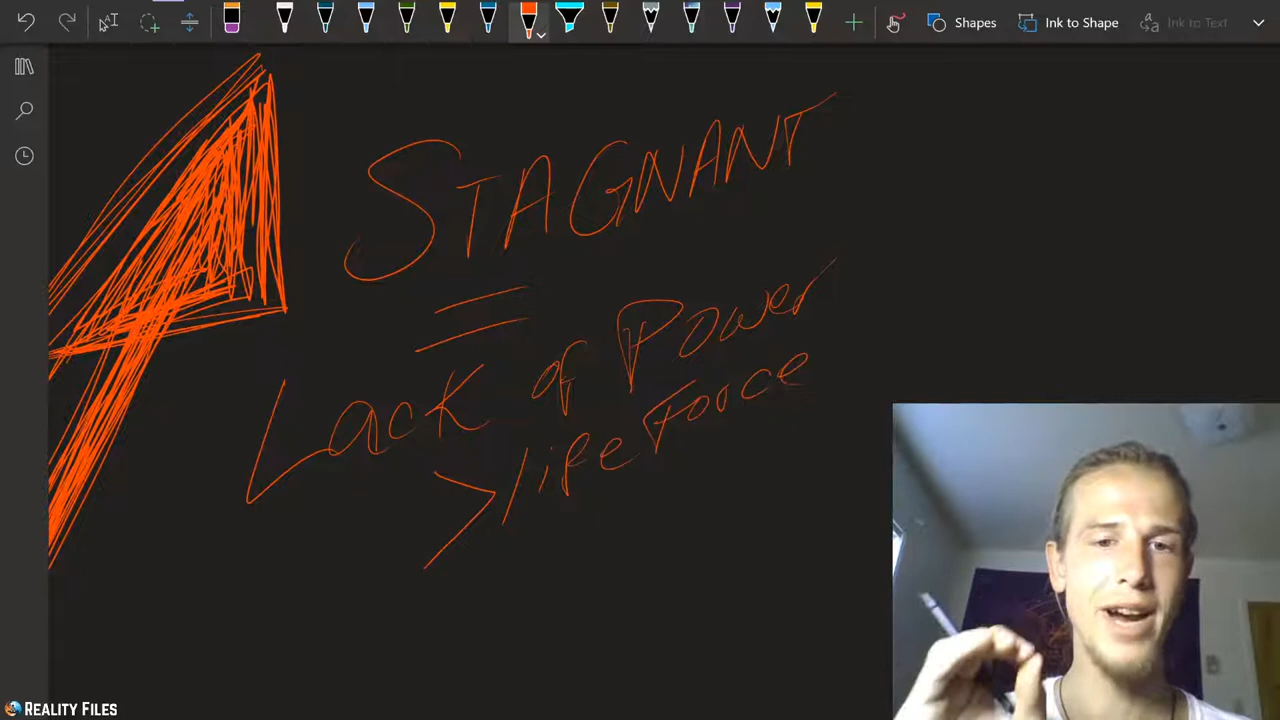 Shapes
Ink to Shape
Ink to Text
STAGNANT
=
Lack of Power
> life Force
REALITY FILES